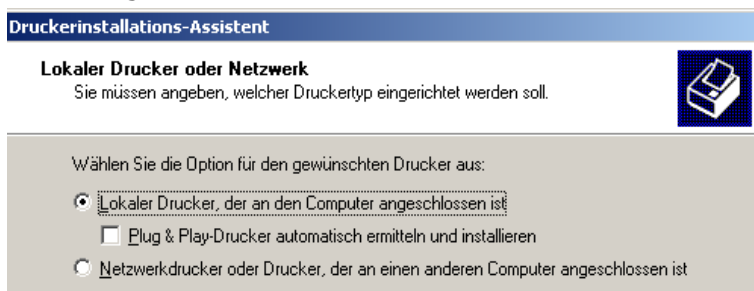 Druckerinstallations-Assistent
Lokaler Drucker oder Netzwerk
Sie müssen angeben, welcher Druckertyp eingerichtet werden soll.
Wählen Sie die Option für den gewünschten Drucker aus:
Lokaler Drucker, der an den Computer angeschlossen ist
Plug & Play-Drucker automatisch ermitteln und installieren
Netzwerkdrucker oder Drucker, der an einen anderen Computer angeschlossen ist